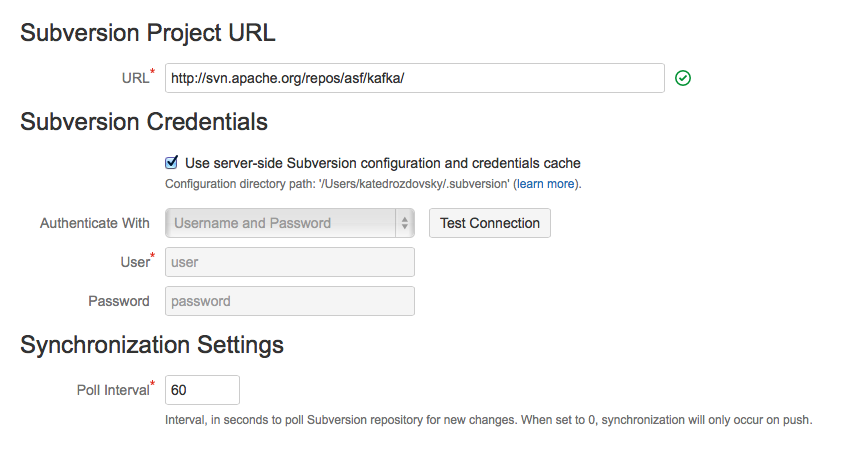 Subversion Project URL
URL* http://svn.apache.org/repos/asf/kafka/
Subversion Credentials
Use server-side Subversion configuration and credentials cache
Configuration directory path: '/Users/katedrozdovsky/.subversion' (learn more).
Authenticate With Username and Password Test Connection
User* user
Password password
Synchronization Settings
Poll Interval* 60
Interval, in seconds to poll Subversion repository for new changes. When set to 0, synchronization will only occur on push.